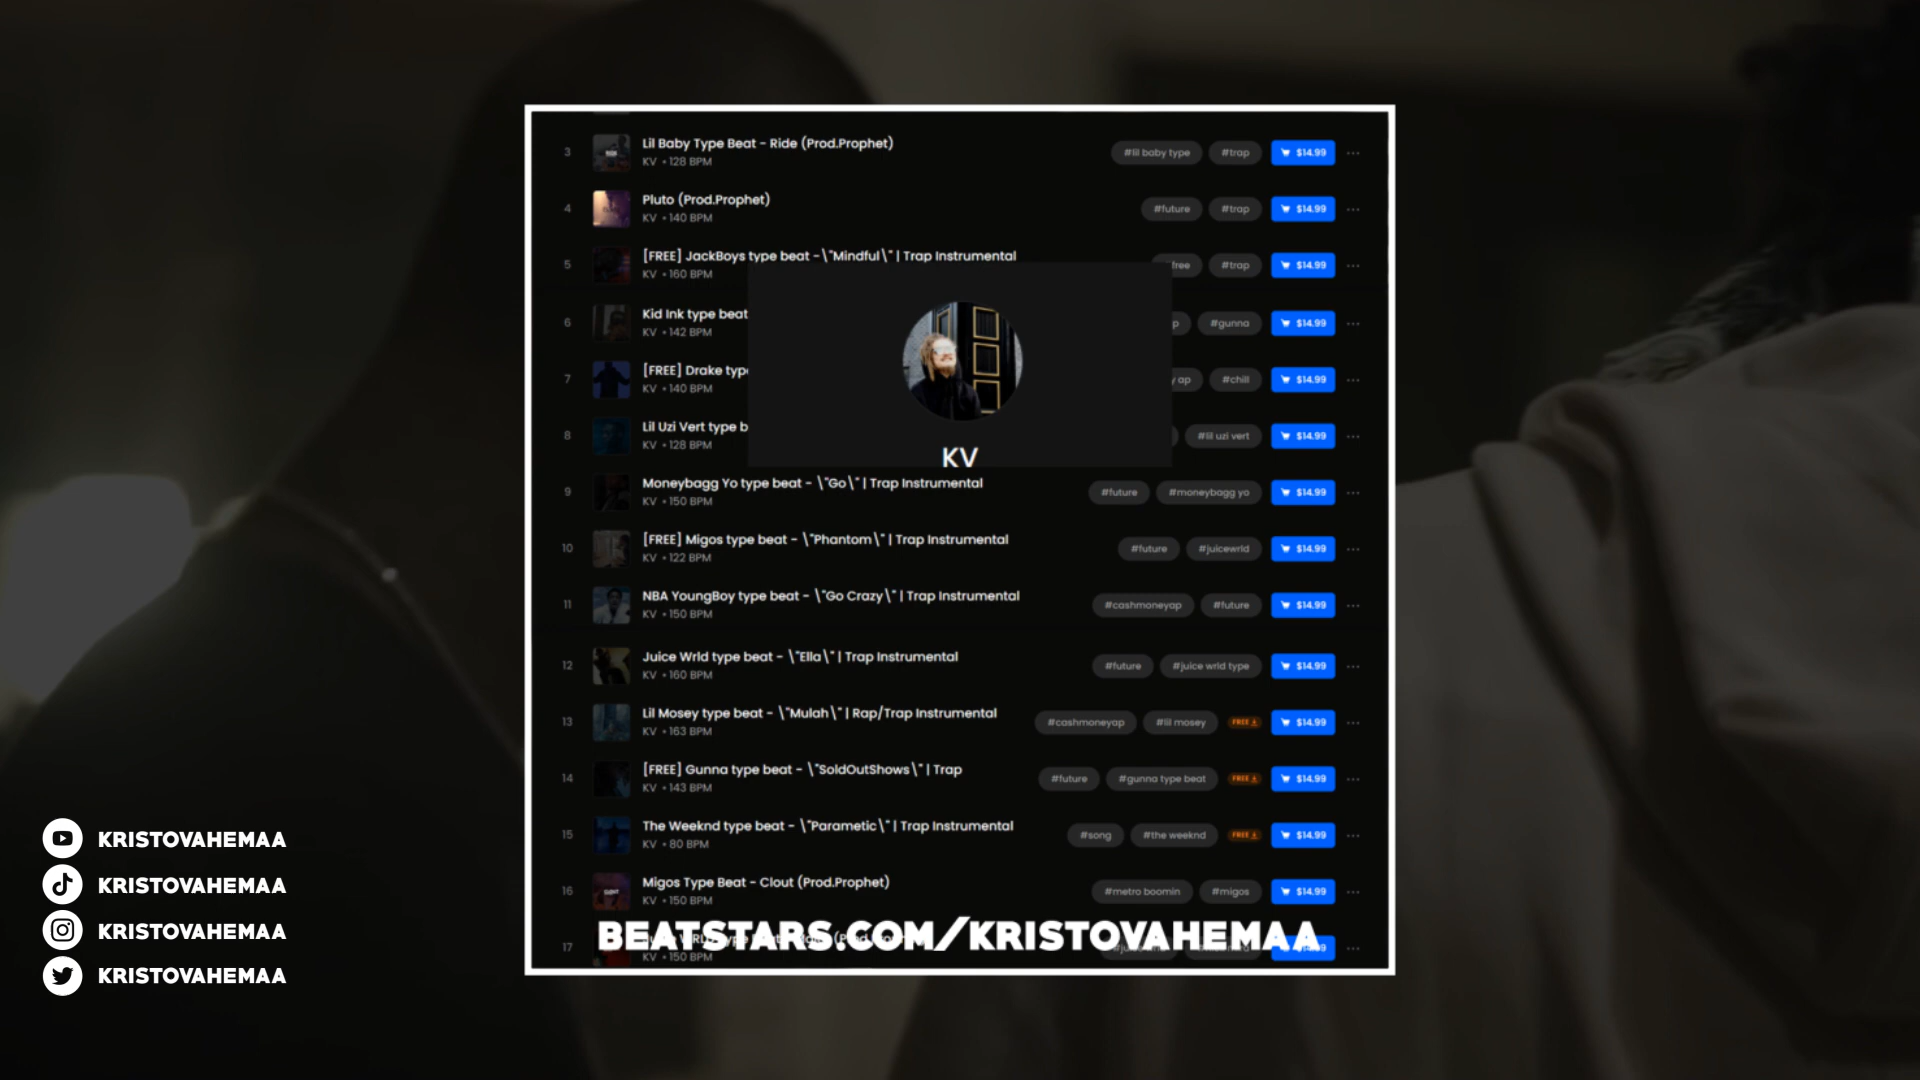 3 Lil Baby Type Beat - Ride (Prod.Prophet) #lil baby type #trap $14.99
KV • 128 BPM
4 Pluto (Prod.Prophet) #future #trap $14.99
KV • 140 BPM
5 [FREE] JackBoys type beat -\"Mindful\" | Trap Instrumental free #trap $14.99
KV • 160 BPM
6 Kid Ink type beat p #gunna $14.99
KV • 142 BPM
7 [FREE] Drake typ y ap #chill $14.99
KV • 140 BPM
8 Lil Uzi Vert type b #lil uzi vert $14.99
KV • 128 BPM
KV
9 Moneybagg Yo type beat - \"Go\" | Trap Instrumental #future #moneybagg yo $14.99
KV • 150 BPM
10 [FREE] Migos type beat - \"Phantom\" | Trap Instrumental #future #juicewrld $14.99
KV • 122 BPM
11 NBA YoungBoy type beat - \"Go Crazy\" | Trap Instrumental #cashmoneyap #future $14.99
KV • 150 BPM
12 Juice Wrld type beat - \"Ella\" | Trap Instrumental #future #juice wrld type $14.99
KV • 160 BPM
13 Lil Mosey type beat - \"Mulah\" | Rap/Trap Instrumental #cashmoneyap #lil mosey FREE $14.99
KV • 163 BPM
14 [FREE] Gunna type beat - \"SoldOutShows\" | Trap #future #gunna type beat FREE $14.99
KV • 143 BPM
15 The Weeknd type beat - \"Parametic\" | Trap Instrumental #song #the weeknd FREE $14.99
KV • 80 BPM
16 Migos Type Beat - Clout (Prod.Prophet) #metro boomin #migos $14.99
KV • 150 BPM
17
KV • 150 BPM
BEATSTARS.COM/KRISTOVAHEMAA
KRISTOVAHEMAA
KRISTOVAHEMAA
KRISTOVAHEMAA
KRISTOVAHEMAA